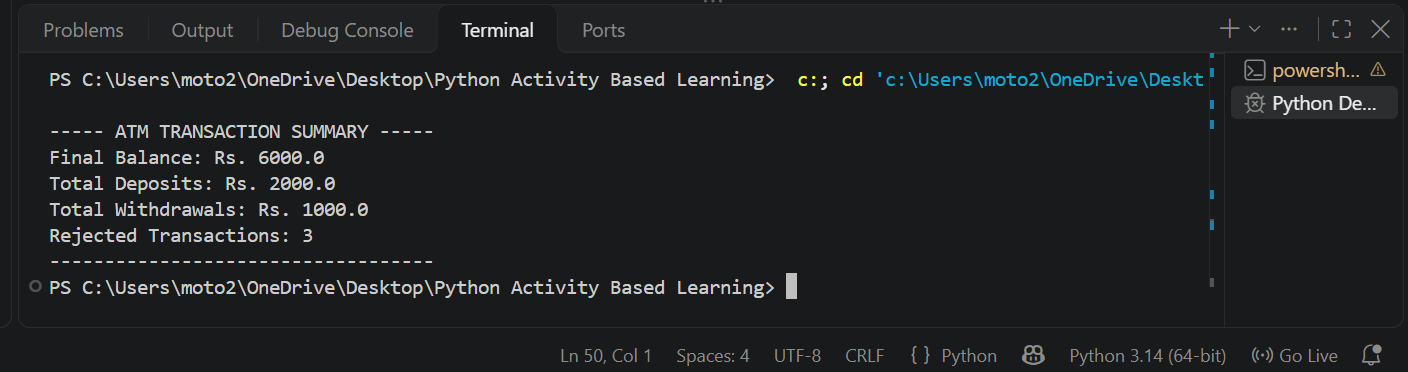 Problems Output Debug Console Terminal Ports
PS C:\Users\moto2\OneDrive\Desktop\Python Activity Based Learning>  c:; cd 'c:\Users\moto2\OneDrive\Deskt
powersh...
Python De...
----- ATM TRANSACTION SUMMARY -----
Final Balance: Rs. 6000.0
Total Deposits: Rs. 2000.0
Total Withdrawals: Rs. 1000.0
Rejected Transactions: 3
-----------------------------------
PS C:\Users\moto2\OneDrive\Desktop\Python Activity Based Learning>
Ln 50, Col 1 Spaces: 4 UTF-8 CRLF { } Python Python 3.14 (64-bit) Go Live